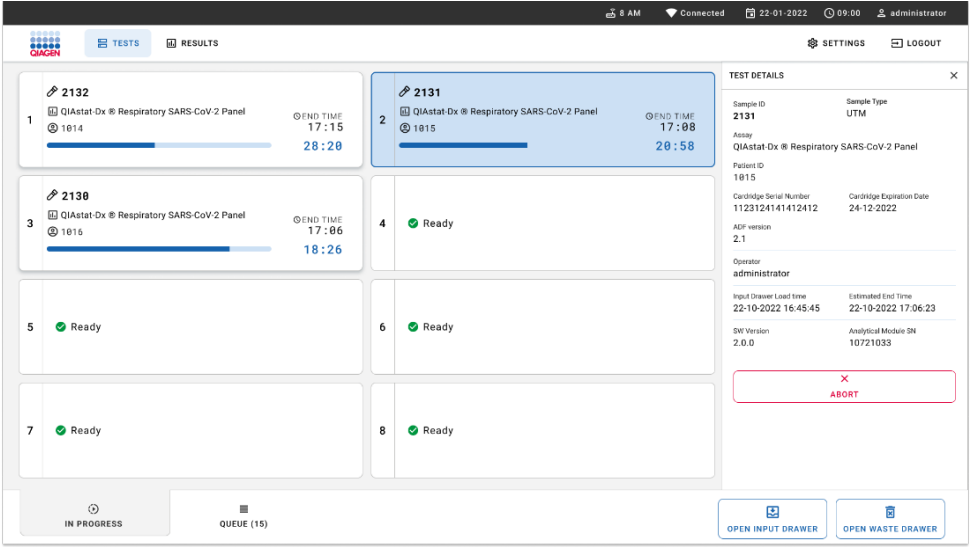 8 AM Connected 22-01-2022 09:00 administrator
QIAGEN TESTS RESULTS SETTINGS LOGOUT
1
2132
QIAstat-Dx ® Respiratory SARS-CoV-2 Panel
1014
END TIME
17:15
28:20
2
2131
QIAstat-Dx ® Respiratory SARS-CoV-2 Panel
1015
END TIME
17:08
20:58
3
2130
QIAstat-Dx ® Respiratory SARS-CoV-2 Panel
1016
END TIME
17:06
18:26
4 Ready
5 Ready
6 Ready
7 Ready
8 Ready
TEST DETAILS
Sample ID Sample Type
2131 UTM
Assay
QIAstat-Dx ® Respiratory SARS-CoV-2 Panel
Patient ID
1015
Cardridge Serial Number Cardridge Expiration Date
1123124141412412 24-12-2022
ADF version
2.1
Operator
administrator
Input Drawer Load time Estimated End Time
22-10-2022 16:45:45 22-10-2022 17:06:23
SW Version Analytical Module SN
2.0.0 10721033
ABORT
IN PROGRESS QUEUE (15) OPEN INPUT DRAWER OPEN WASTE DRAWER